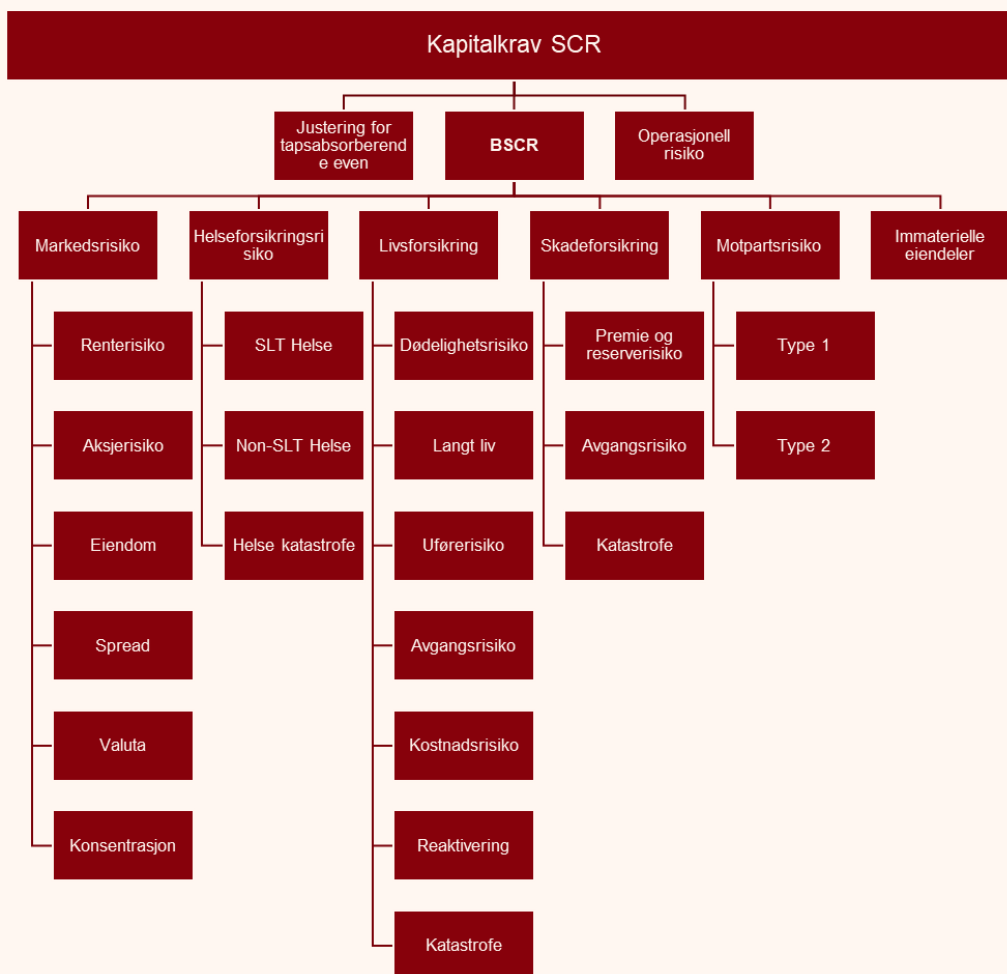 Kapitalkrav SCR
Justering for
tapsabsorberend
e even
BSCR
Operasjonell
risiko
Markedsrisiko
Helseforsikringsri
siko
Livsforsikring
Skadeforsikring
Motpartsrisiko
Immaterielle
eiendeler
Renterisiko
SLT Helse
Dødelighetsrisiko
Premie og
reserverisiko
Type 1
Aksjerisiko
Non-SLT Helse
Langt liv
Avgangsrisiko
Type 2
Eiendom
Helse katastrofe
Uførerisiko
Katastrofe
Spread
Avgangsrisiko
Valuta
Kostnadsrisiko
Konsentrasjon
Reaktivering
Katastrofe